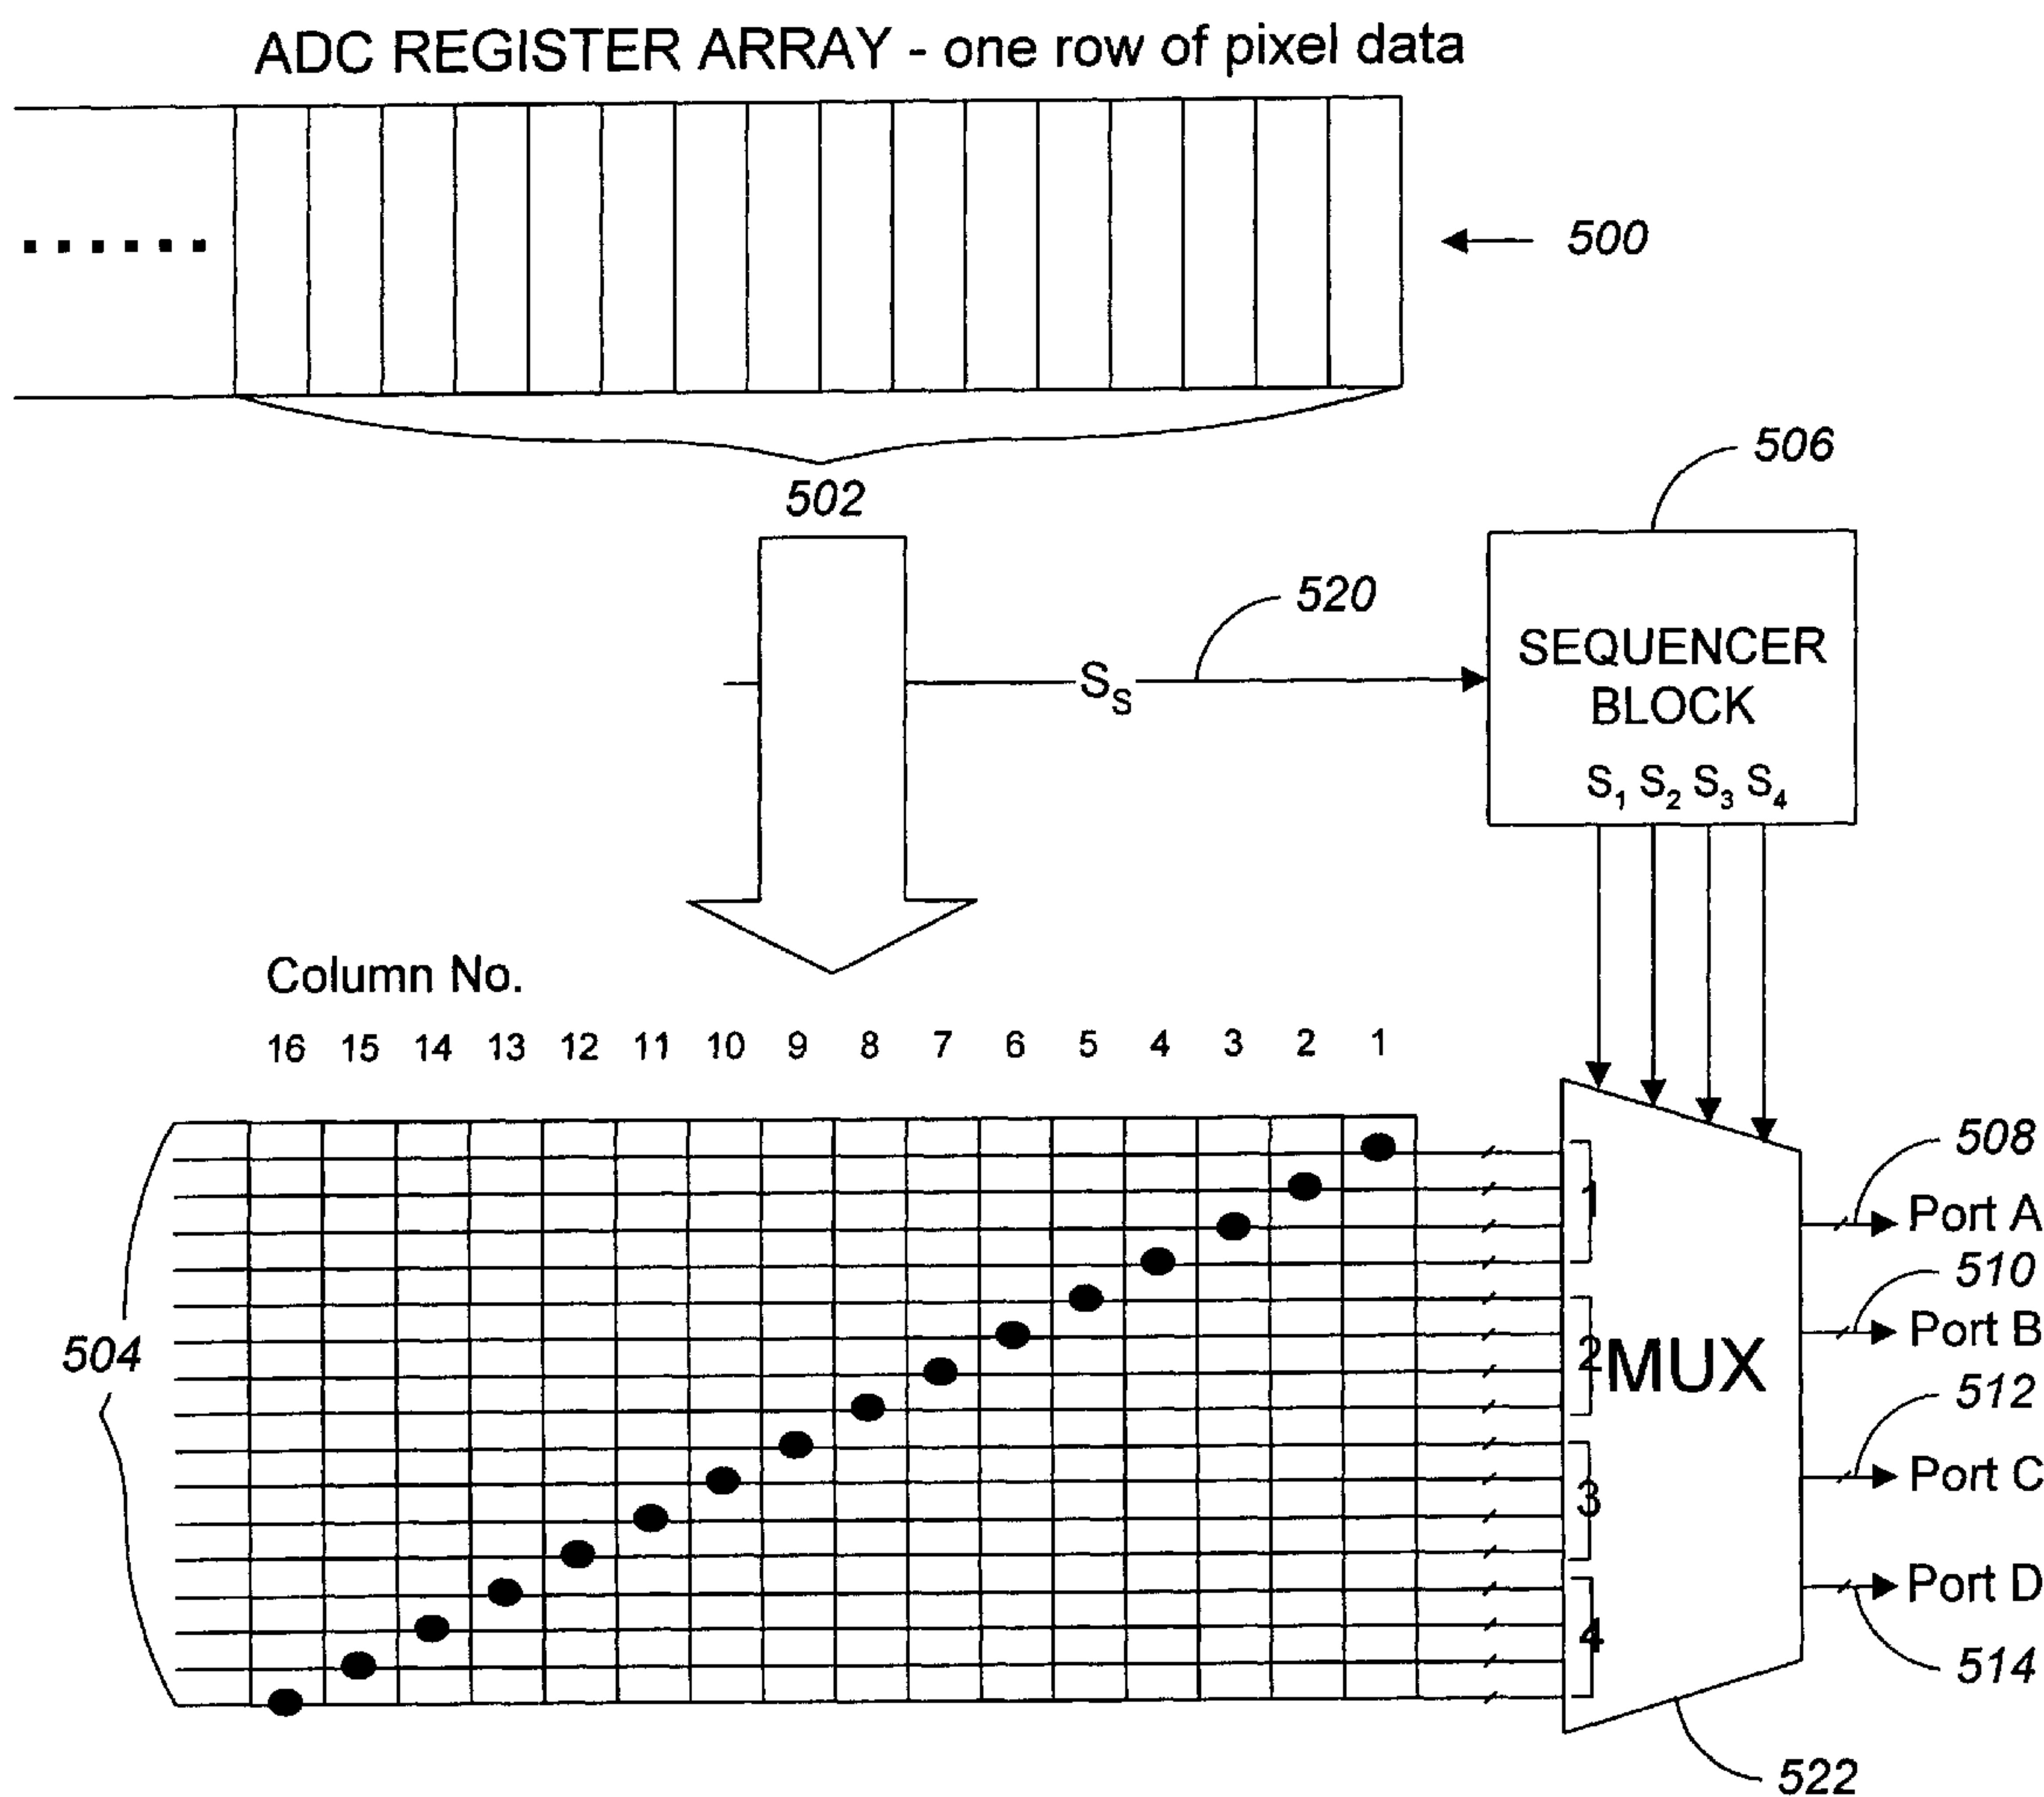 ADC REGISTER ARRAY - one row of pixel data
500
502
506
520
SEQUENCER
BLOCK
S_S
S_1 S_2 S_3 S_4
Column No.
16 15 14 13 12 11 10 9 8 7 6 5 4 3 2 1
508
1
Port A
510
Port B
504
2
MUX
512
Port C
3
Port D
4
514
522